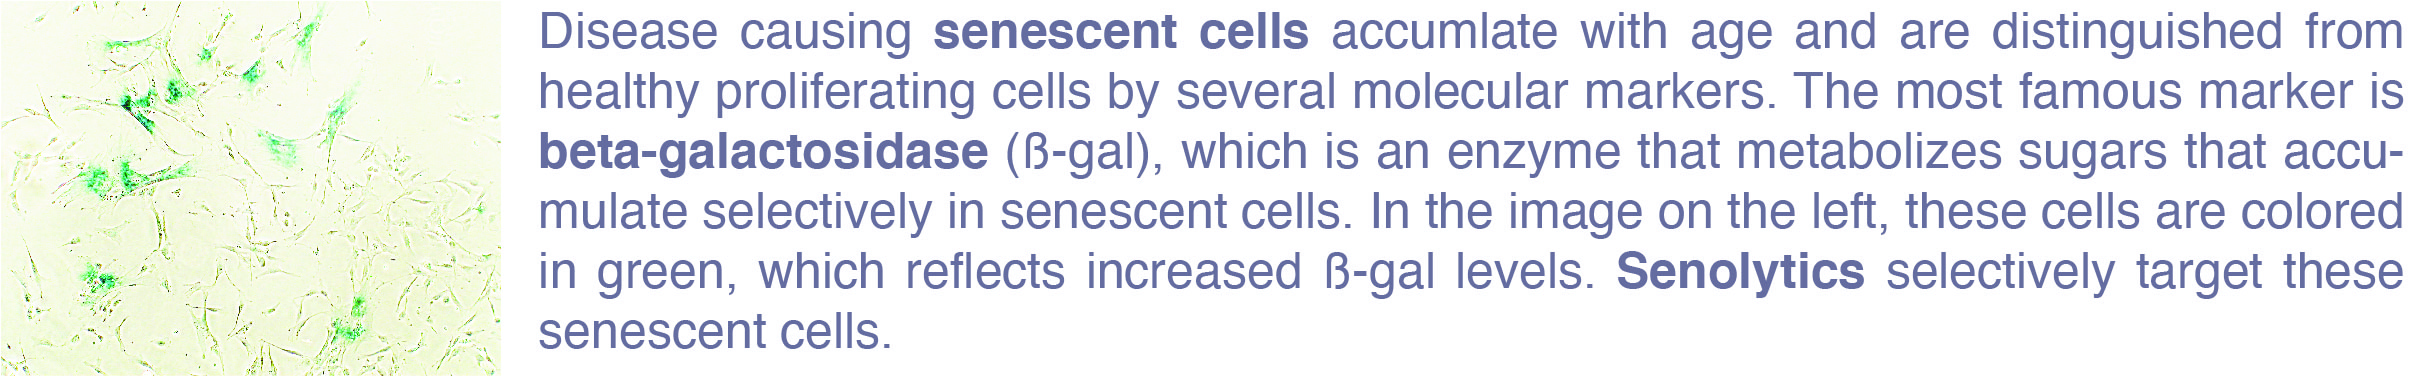 Disease causing senescent cells accumlate with age and are distinguished from
healthy proliferating cells by several molecular markers. The most famous marker is
beta-galactosidase (ß-gal), which is an enzyme that metabolizes sugars that accu-
mulate selectively in senescent cells. In the image on the left, these cells are colored
in green, which reflects increased ß-gal levels. Senolytics selectively target these
senescent cells.